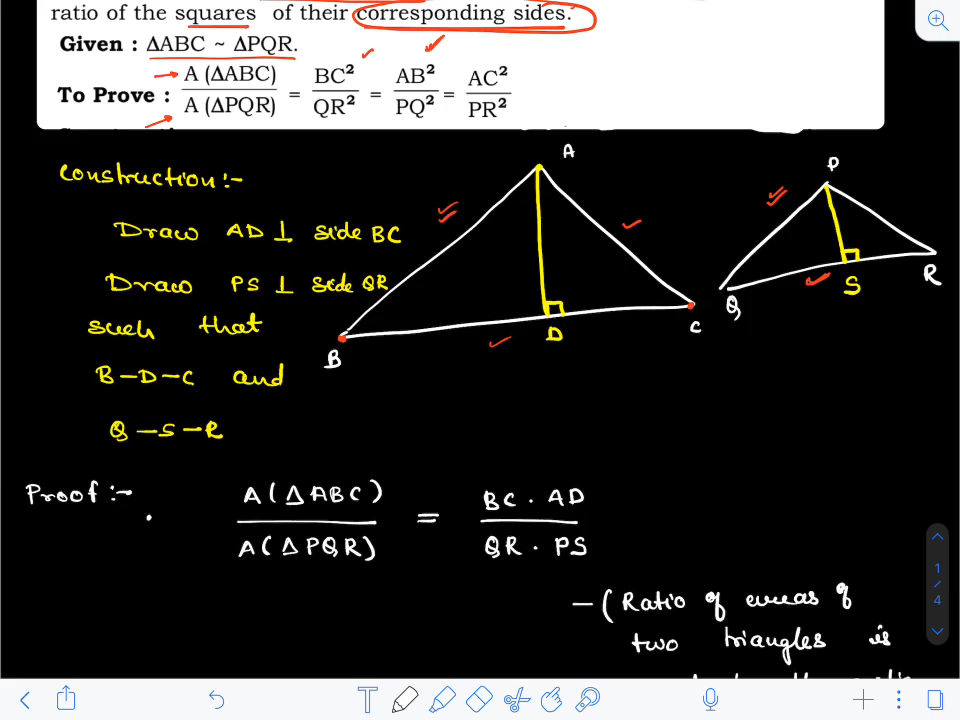 ratio of the squares of their corresponding sides.
Given : ΔABC ~ ΔPQR.
To Prove : A (ΔABC) / A (ΔPQR) = BC² / QR² = AB² / PQ² = AC² / PR²
Construction:-
Draw AD ⊥ side BC
Draw PS ⊥ side QR
such that
B-D-C and
Q-S-R
A
B
D
C
P
Q
S
R
Proof:- A(ΔABC) / A(ΔPQR) = BC · AD / QR · PS
-(Ratio of areas of
two triangles is
1
/
4
T